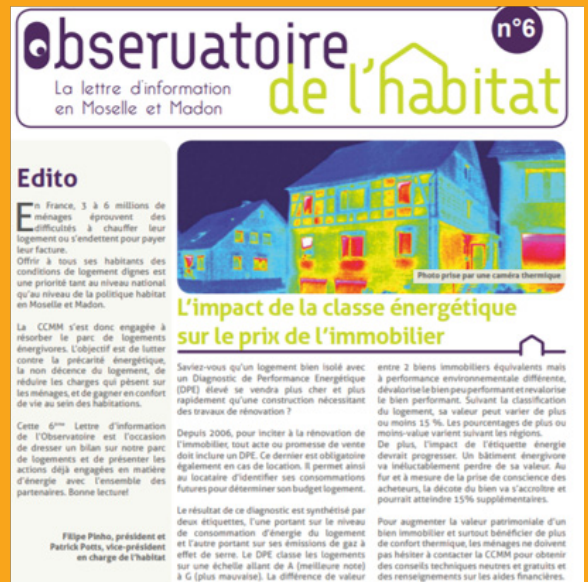 n°6
Observatoire
de l'habitat
La lettre d'information
en Moselle et Madon
Edito
En France, 3 à 6 millions de
ménages éprouvent des
difficultés à chauffer leur
logement ou s'endettent pour payer
leur facture.
Offrir à tous ses habitants des
conditions de logement dignes est
une priorité tant au niveau national
qu'au niveau de la politique habitat
en Moselle et Madon.
La CCMM s'est donc engagée à
résorber le parc de logements
énergivores. L'objectif est de lutter
contre la précarité énergétique,
la non décence du logement, de
réduire les charges qui pèsent sur
les ménages, et de gagner en confort
de vie au sein des habitations.
Cette 6ème Lettre d'information
de l'Observatoire est l'occasion
de dresser un bilan sur notre parc
de logements et de présenter les
actions déjà engagées en matière
d'énergie avec l'ensemble des
partenaires. Bonne lecture!
Filipe Pinho, président et
Patrick Potts, vice-président
en charge de l'habitat
Photo prise par une caméra thermique
L'impact de la classe énergétique
sur le prix de l'immobilier
Saviez-vous qu'un logement bien isolé avec
un Diagnostic de Performance Energétique
(DPE) élevé se vendra plus cher et plus
rapidement qu'une construction nécessitant
des travaux de rénovation ?
Depuis 2006, pour inciter à la rénovation de
l'immobilier, tout acte ou promesse de vente
doit inclure un DPE. Ce dernier est obligatoire
également en cas de location. Il permet ainsi
au locataire d'identifier ses consommations
futures pour déterminer son budget logement.
Le résultat de ce diagnostic est synthétisé par
deux étiquettes, l'une portant sur le niveau
de consommation d'énergie du logement
et l'autre portant sur ses émissions de gaz à
effet de serre. Le DPE classe les logements
sur une échelle allant de A (meilleure note)
à G (plus mauvaise). La différence de valeur
entre 2 biens immobiliers équivalents mais
à performance environnementale différente,
dévalorise le bien peu performant et revalorise
le bien performant. Suivant la classification
du logement, sa valeur peut varier de plus
ou moins 15 %. Les pourcentages de plus ou
moins-value varient suivant les régions.
De plus, l'impact de l'étiquette énergie
devrait progresser. Un bâtiment énergivore
va inéluctablement perdre de sa valeur. Au
fur et à mesure de la prise de conscience des
acheteurs, la décote du bien va s'accroître et
pourrait atteindre 15% supplémentaires.
Pour augmenter la valeur patrimoniale d'un
bien immobilier et surtout bénéficier de plus
de confort thermique, les ménages ne doivent
pas hésiter à contacter la CCMM pour obtenir
des conseils techniques neutres et gratuits et
des renseignements sur les aides financières.